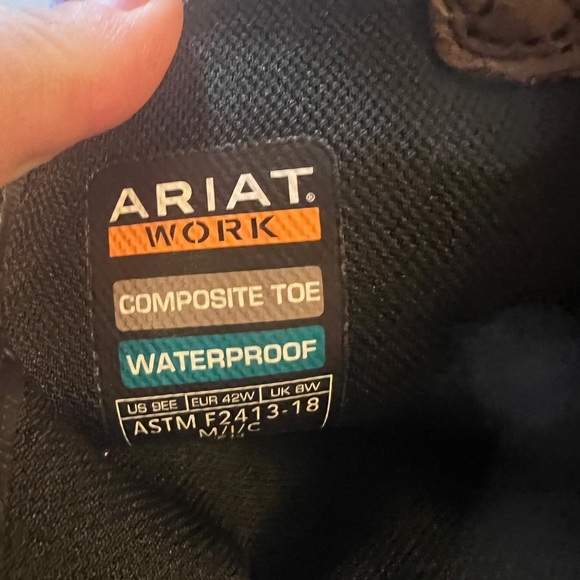 ARIAT®
WORK
COMPOSITE TOE
WATERPROOF
US 9EE EUR 42W UK 8W
ASTM F2413-18
M/I/C